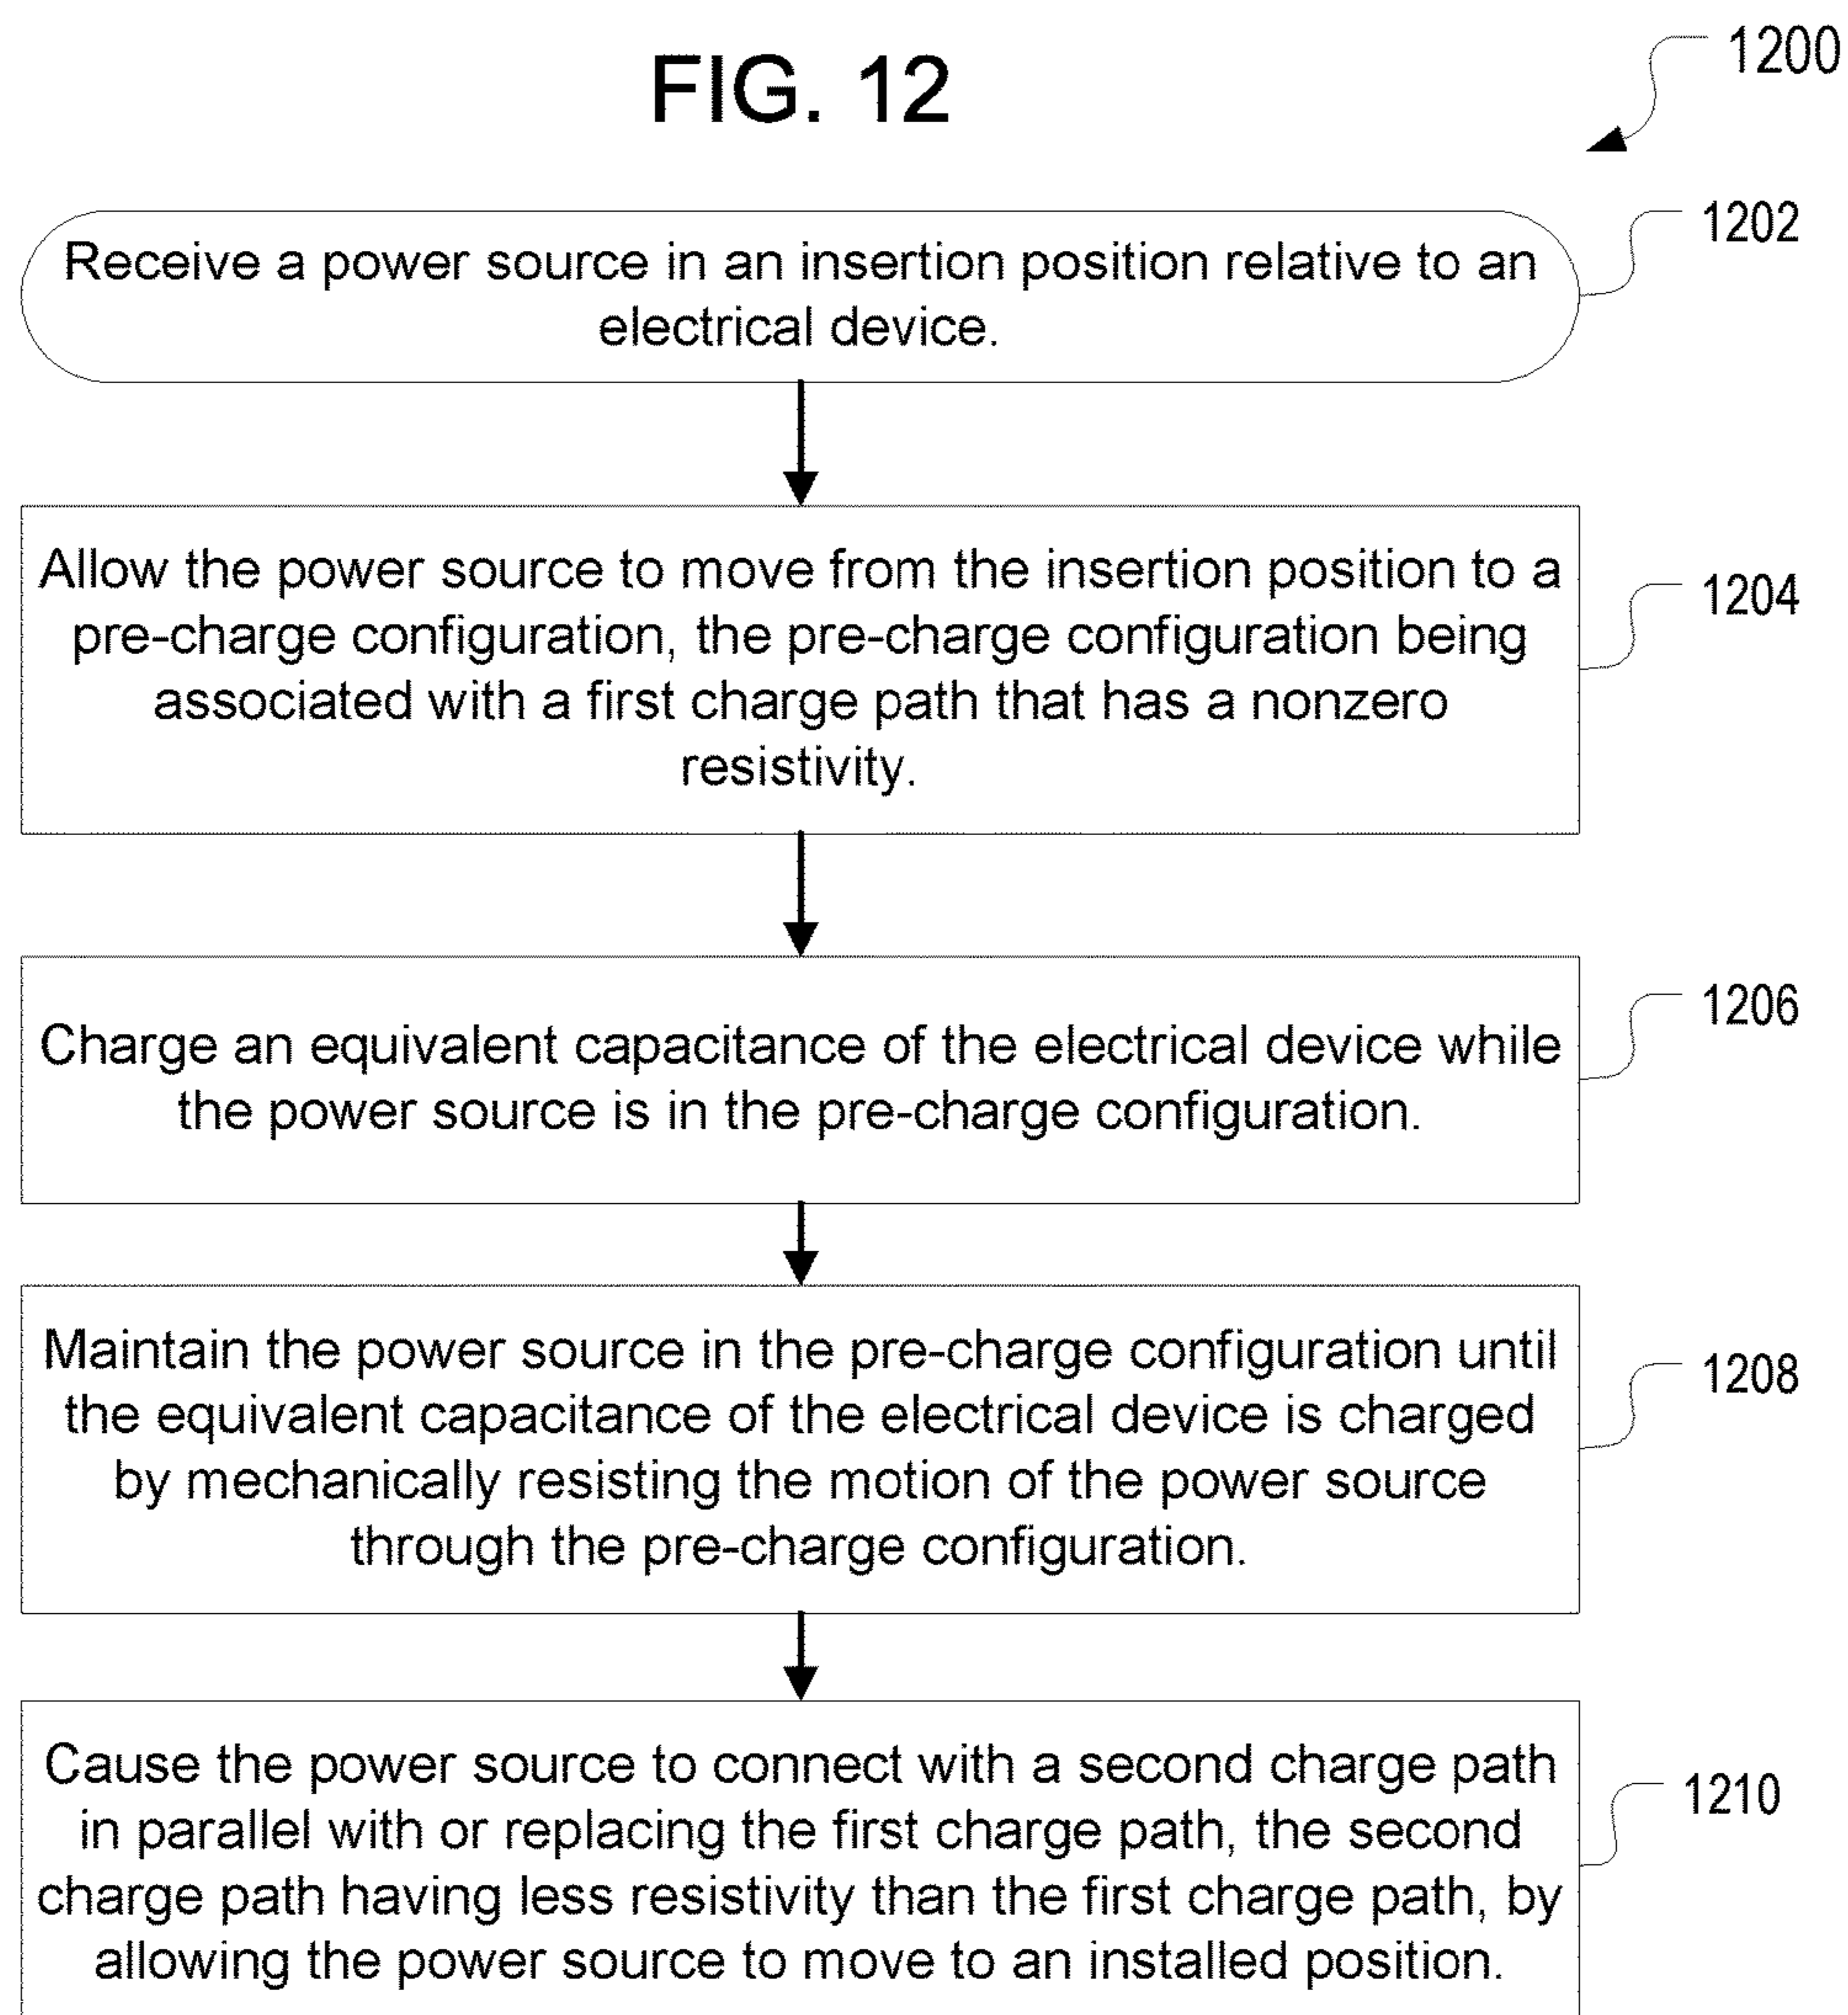 FIG. 12
1200
Receive a power source in an insertion position relative to an
electrical device.
1202
Allow the power source to move from the insertion position to a
pre-charge configuration, the pre-charge configuration being
associated with a first charge path that has a nonzero
resistivity.
1204
Charge an equivalent capacitance of the electrical device while
the power source is in the pre-charge configuration.
1206
Maintain the power source in the pre-charge configuration until
the equivalent capacitance of the electrical device is charged
by mechanically resisting the motion of the power source
through the pre-charge configuration.
1208
Cause the power source to connect with a second charge path
in parallel with or replacing the first charge path, the second
charge path having less resistivity than the first charge path, by
allowing the power source to move to an installed position.
1210